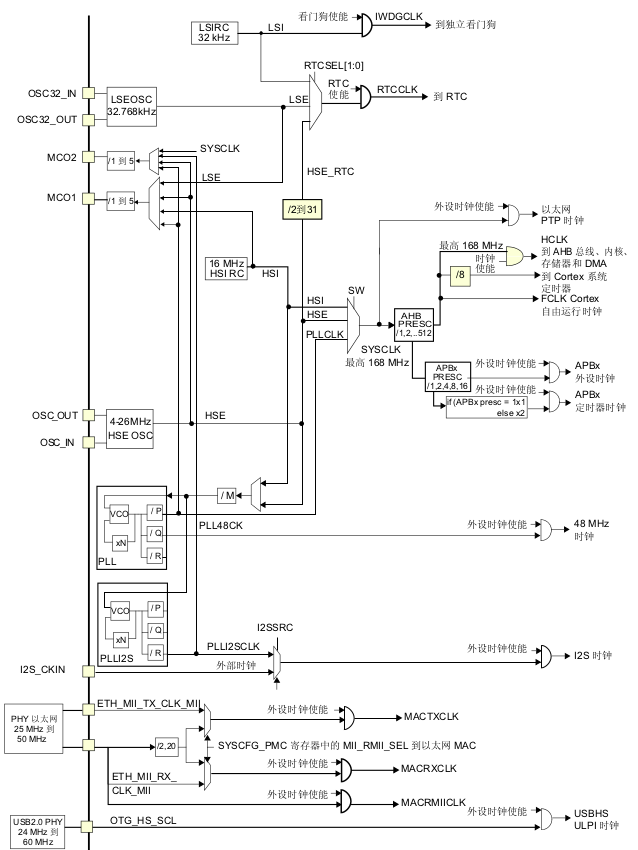 看门狗使能
IWDGCLK
到独立看门狗
LSIRC
32 kHz
LSI
RTCSEL[1:0]
OSC32_IN
LSEOSC
32.768kHz
LSE
RTC
使能
RTCCLK
到 RTC
OSC32_OUT
MCO2
/1 到 5
SYSCLK
HSE_RTC
LSE
MCO1
/1 到 5
/2到31
外设时钟使能
以太网
PTP 时钟
16 MHz
HSI RC
HSI
最高 168 MHz
时钟
使能
HCLK
到 AHB 总线、内核、
存储器和 DMA
/8
到 Cortex 系统
定时器
SW
HSI
HSE
PLLCLK
SYSCLK
最高 168 MHz
AHB
PRESC
/1,2,..512
FCLK Cortex
自由运行时钟
APBx
PRESC
/1,2,4,8,16
外设时钟使能
APBx
外设时钟
外设时钟使能
if (APBx presc = 1x1
else x2
APBx
定时器时钟
OSC_OUT
OSC_IN
4-26MHz
HSE OSC
HSE
/ M
VCO
xN
/ P
/ Q
/ R
PLL
PLL48CK
外设时钟使能
48 MHz
时钟
VCO
xN
/ P
/ Q
/ R
PLLI2S
I2SSRC
PLLI2SCLK
外部时钟
外设时钟使能
I2S 时钟
I2S_CKIN
PHY 以太网
25 MHz 到
50 MHz
ETH_MII_TX_CLK_MII
外设时钟使能
MACTXCLK
/2,20
SYSCFG_PMC 寄存器中的 MII_RMII_SEL 到以太网 MAC
外设时钟使能
MACRXCLK
ETH_MII_RX_
CLK_MII
外设时钟使能
MACRMIICLK
USB2.0 PHY
24 MHz 到
60 MHz
OTG_HS_SCL
外设时钟使能
USBHS
ULPI 时钟